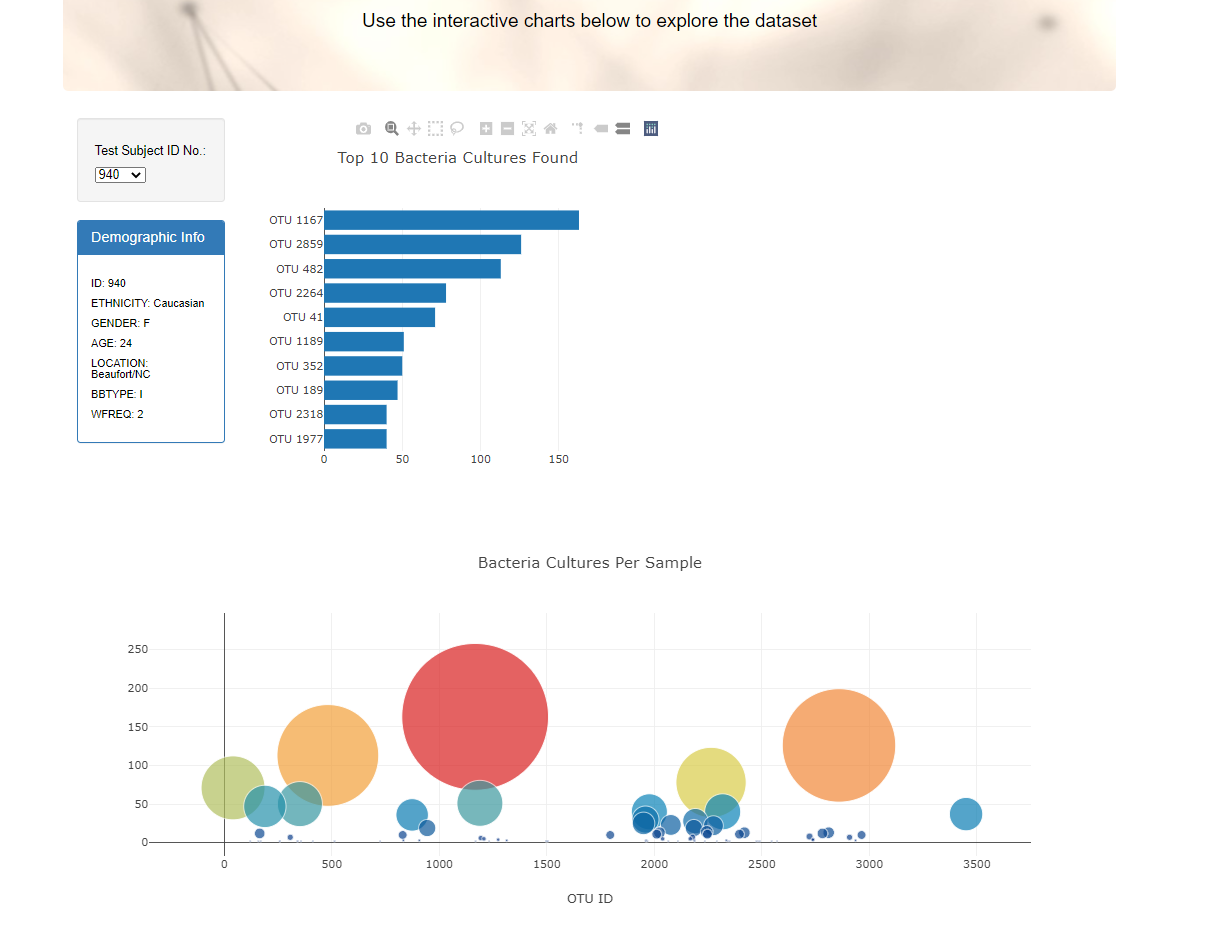 Use the interactive charts below to explore the dataset
Test Subject ID No.:
940
Demographic Info
ID: 940
ETHNICITY: Caucasian
GENDER: F
AGE: 24
LOCATION:
Beaufort/NC
BBTYPE: I
WFREQ: 2
Top 10 Bacteria Cultures Found
OTU 1167
OTU 2859
OTU 482
OTU 2264
OTU 41
OTU 1189
OTU 352
OTU 189
OTU 2318
OTU 1977
0 50 100 150
Bacteria Cultures Per Sample
250
200
150
100
50
0
0 500 1000 1500 2000 2500 3000 3500
OTU ID